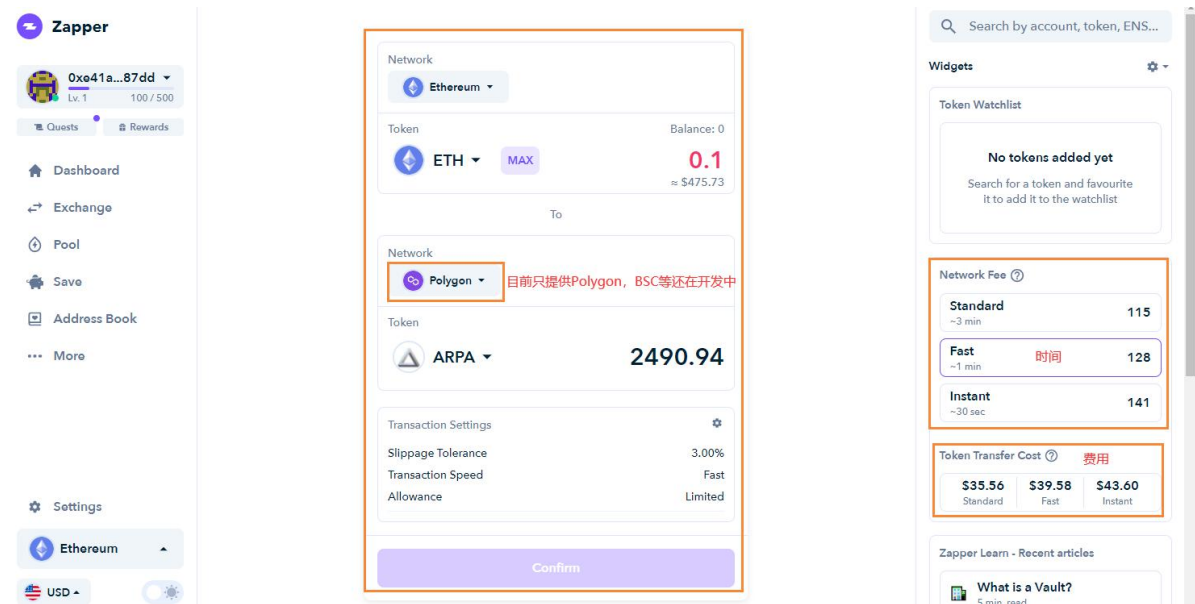 Zapper
0xe41a...87dd
Lv. 1 100 / 500
Quests Rewards
Dashboard
Exchange
Pool
Save
Address Book
More
Settings
Ethereum
USD
Network
Ethereum
Token Balance: 0
ETH MAX 0.1
≈ $475.73
To
Network
Polygon 目前只提供Polygon，BSC等还在开发中
Token
ARPA 2490.94
Transaction Settings
Slippage Tolerance 3.00%
Transaction Speed Fast
Allowance Limited
Confirm
Search by account, token, ENS...
Widgets
Token Watchlist
No tokens added yet
Search for a token and favourite
it to add it to the watchlist
Network Fee
Standard 115
~3 min
Fast 时间 128
~1 min
Instant 141
~30 sec
Token Transfer Cost 费用
$35.56 $39.58 $43.60
Standard Fast Instant
Zapper Learn - Recent articles
What is a Vault?
5 min read